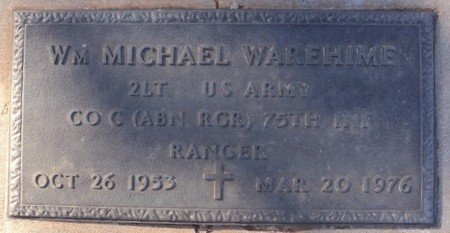 WM MICHAEL WAREHIME
2LT US ARMY
CO C (ABN RGR) 75TH INF
RANGER
OCT 26 1953 MAR 20 1976